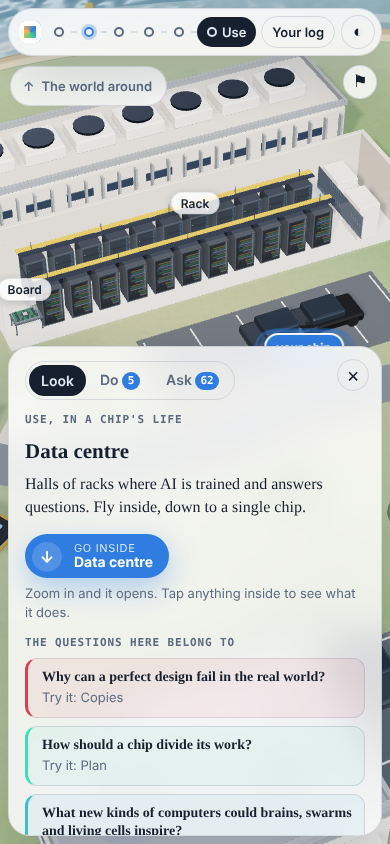 Use
Your log
↑ The world around
Rack
Board
Look
Do 5
Ask 62
USE, IN A CHIP'S LIFE
Data centre
Halls of racks where AI is trained and answers
questions. Fly inside, down to a single chip.
GO INSIDE
Data centre
Zoom in and it opens. Tap anything inside to see what
it does.
THE QUESTIONS HERE BELONG TO
Why can a perfect design fail in the real world?
Try it: Copies
How should a chip divide its work?
Try it: Plan
What new kinds of computers could brains, swarms
and living cells inspire?